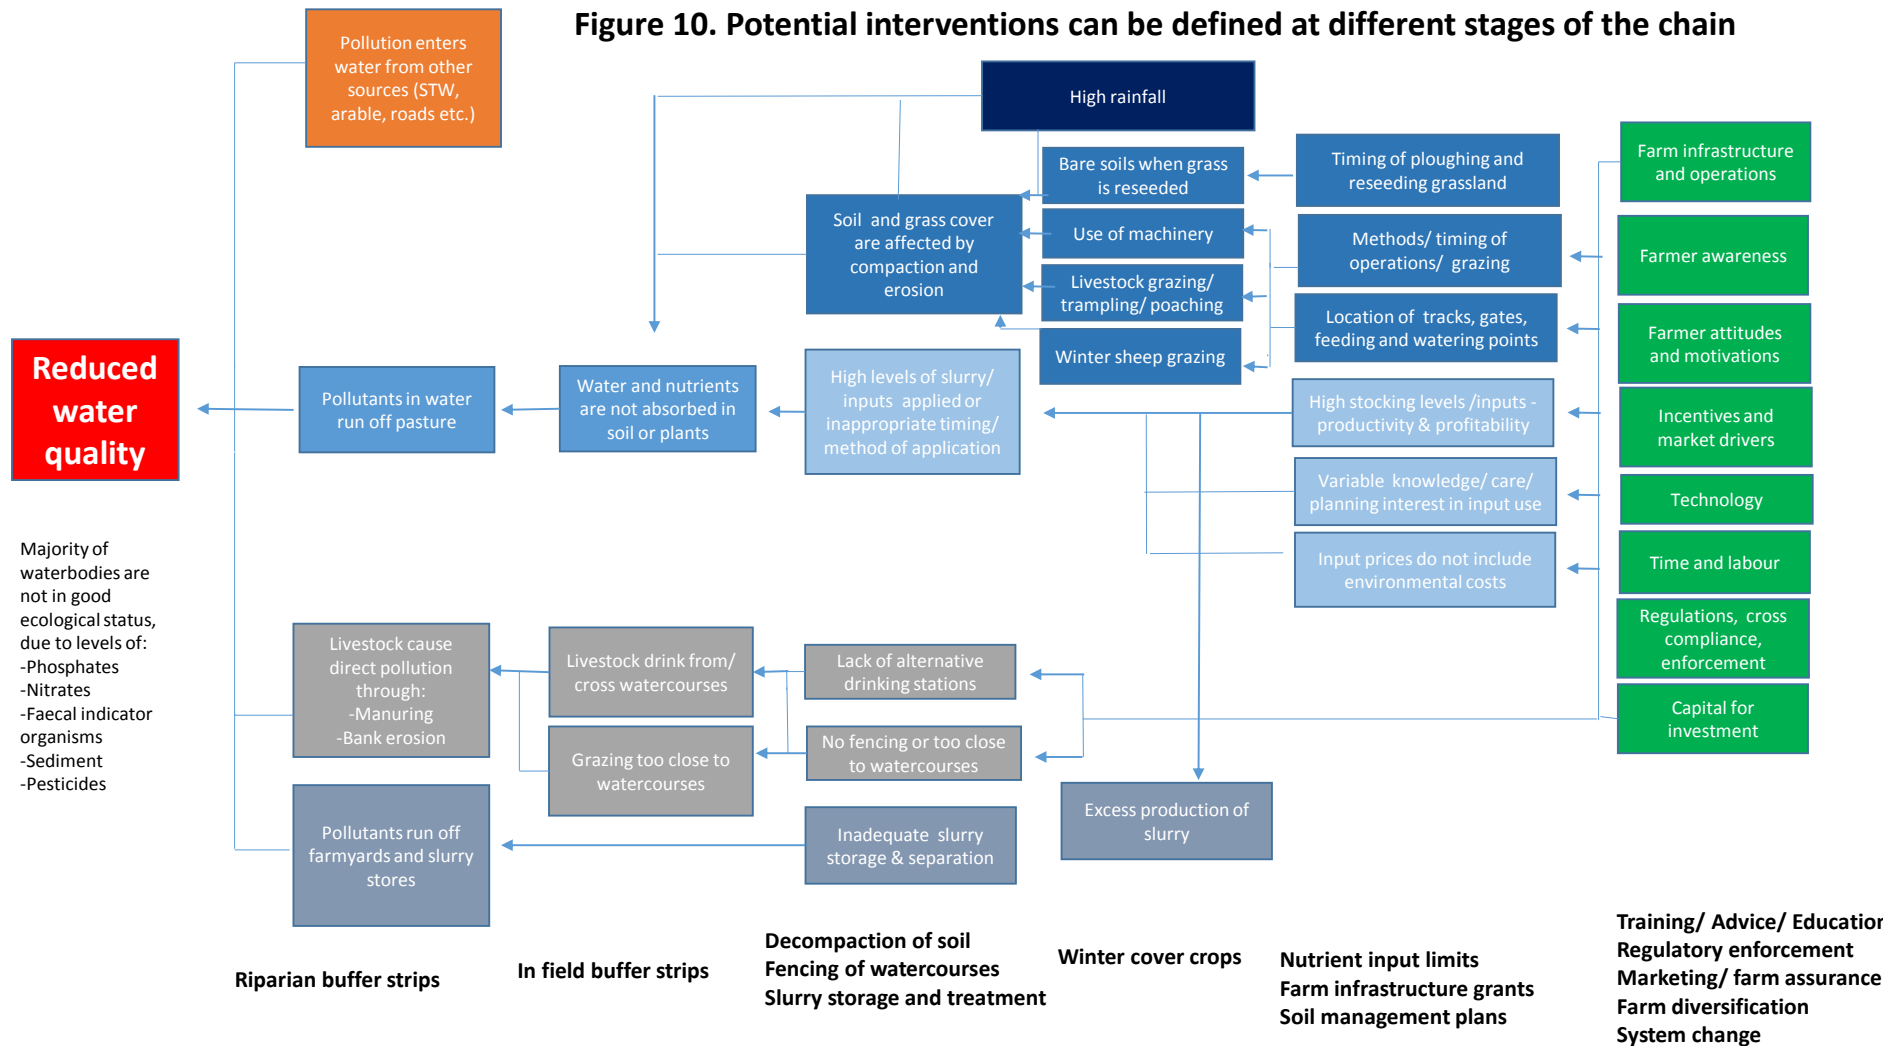 Figure 10. Potential interventions can be defined at different stages of the chain
Pollution enters
water from other
sources (STW,
arable, roads etc.)
High rainfall
Bare soils when grass
is reseeded
Timing of ploughing and
reseeding grassland
Farm infrastructure
and operations
Soil and grass cover
are affected by
compaction and
erosion
Use of machinery
Methods/ timing of
operations/ grazing
Farmer awareness
Livestock grazing/
trampling/ poaching
Location of tracks, gates,
feeding and watering points
Farmer attitudes
and motivations
Winter sheep grazing
Reduced
water
quality
Pollutants in water
run off pasture
Water and nutrients
are not absorbed in
soil or plants
High levels of slurry/
inputs applied or
inappropriate timing/
method of application
High stocking levels /inputs -
productivity & profitability
Incentives and
market drivers
Variable knowledge/ care/
planning interest in input use
Technology
Input prices do not include
environmental costs
Time and labour
Majority of
waterbodies are
not in good
ecological status,
due to levels of:
-Phosphates
-Nitrates
-Faecal indicator
organisms
-Sediment
-Pesticides
Livestock cause
direct pollution
through:
-Manuring
-Bank erosion
Livestock drink from/
cross watercourses
Lack of alternative
drinking stations
Regulations, cross
compliance,
enforcement
Grazing too close to
watercourses
No fencing or too close
to watercourses
Capital for
investment
Pollutants run off
farmyards and slurry
stores
Inadequate slurry
storage & separation
Excess production of
slurry
Riparian buffer strips
In field buffer strips
Decompaction of soil
Fencing of watercourses
Slurry storage and treatment
Winter cover crops
Nutrient input limits
Farm infrastructure grants
Soil management plans
Training/ Advice/ Education
Regulatory enforcement
Marketing/ farm assurance
Farm diversification
System change